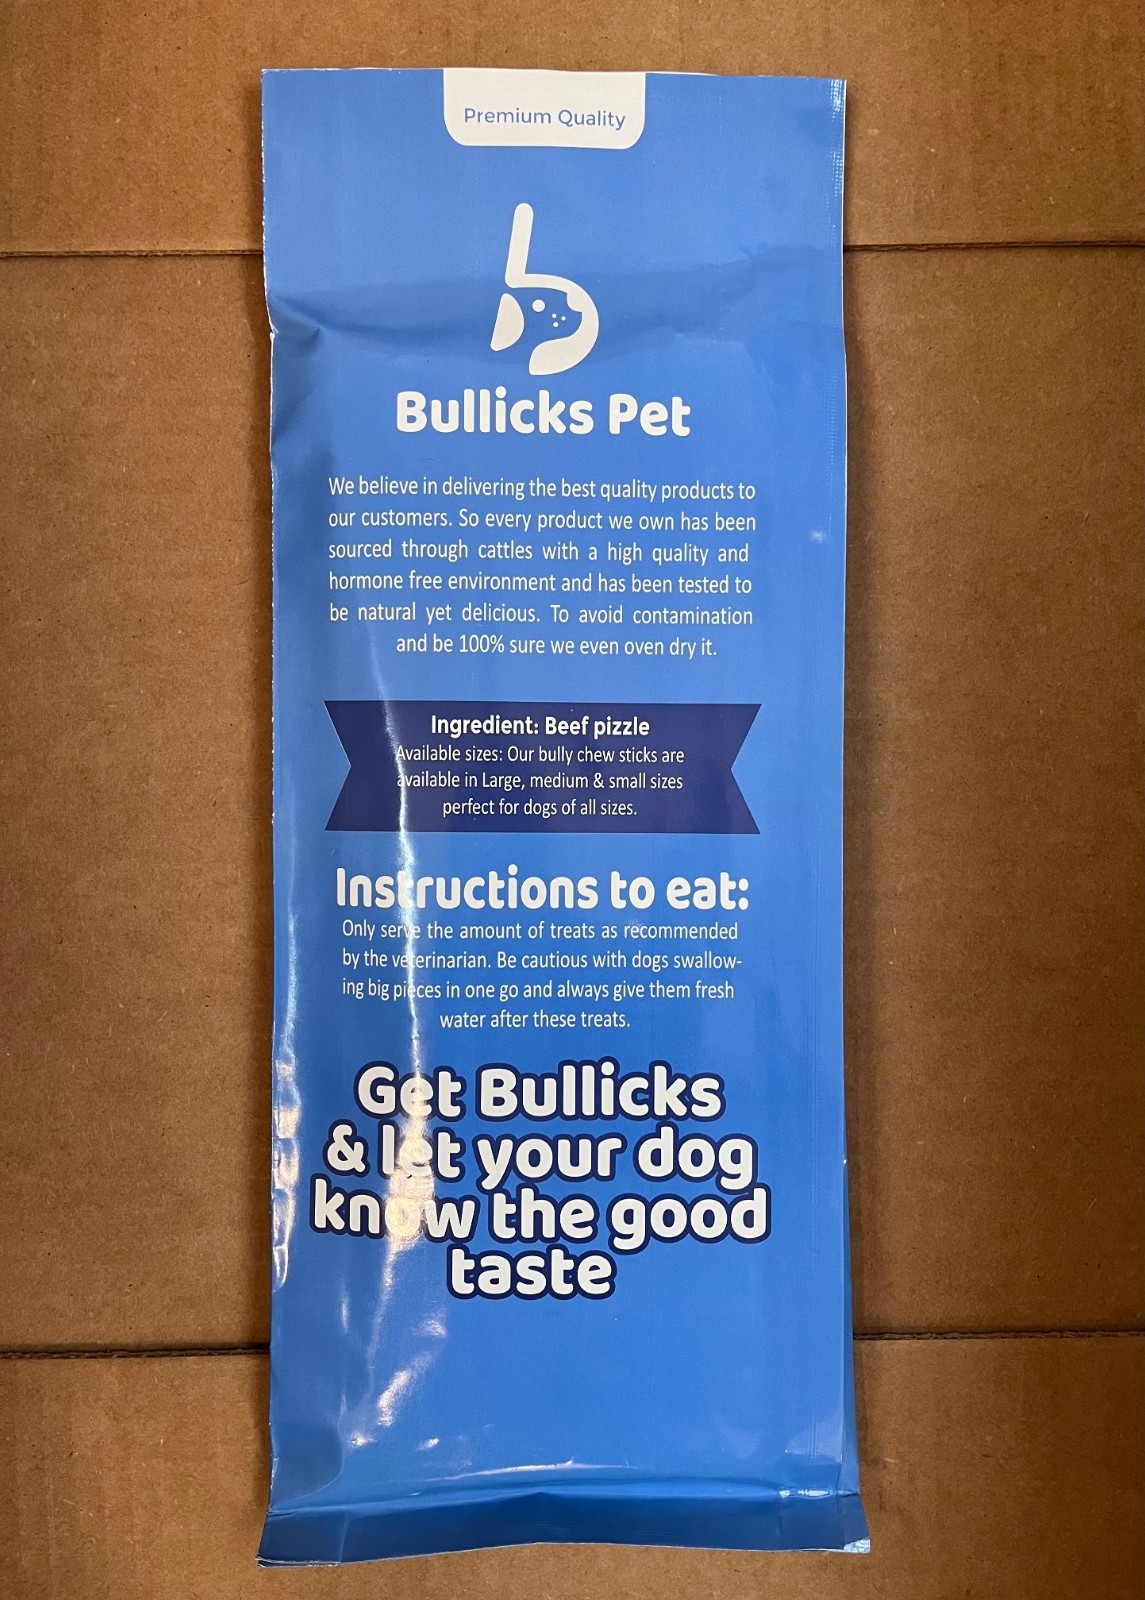 Premium Quality
Bullicks Pet
We believe in delivering the best quality products to
our customers. So every product we own has been
sourced through cattles with a high quality and
hormone free environment and has been tested to
be natural yet delicious. To avoid contamination
and be 100% sure we even oven dry it.
Ingredient: Beef pizzle
Available sizes: Our bully chew sticks are
available in Large, medium & small sizes
perfect for dogs of all sizes.
Instructions to eat:
Only serve the amount of treats as recommended
by the veterinarian. Be cautious with dogs swallow-
ing big pieces in one go and always give them fresh
water after these treats.
Get Bullicks
& let your dog
know the good
taste